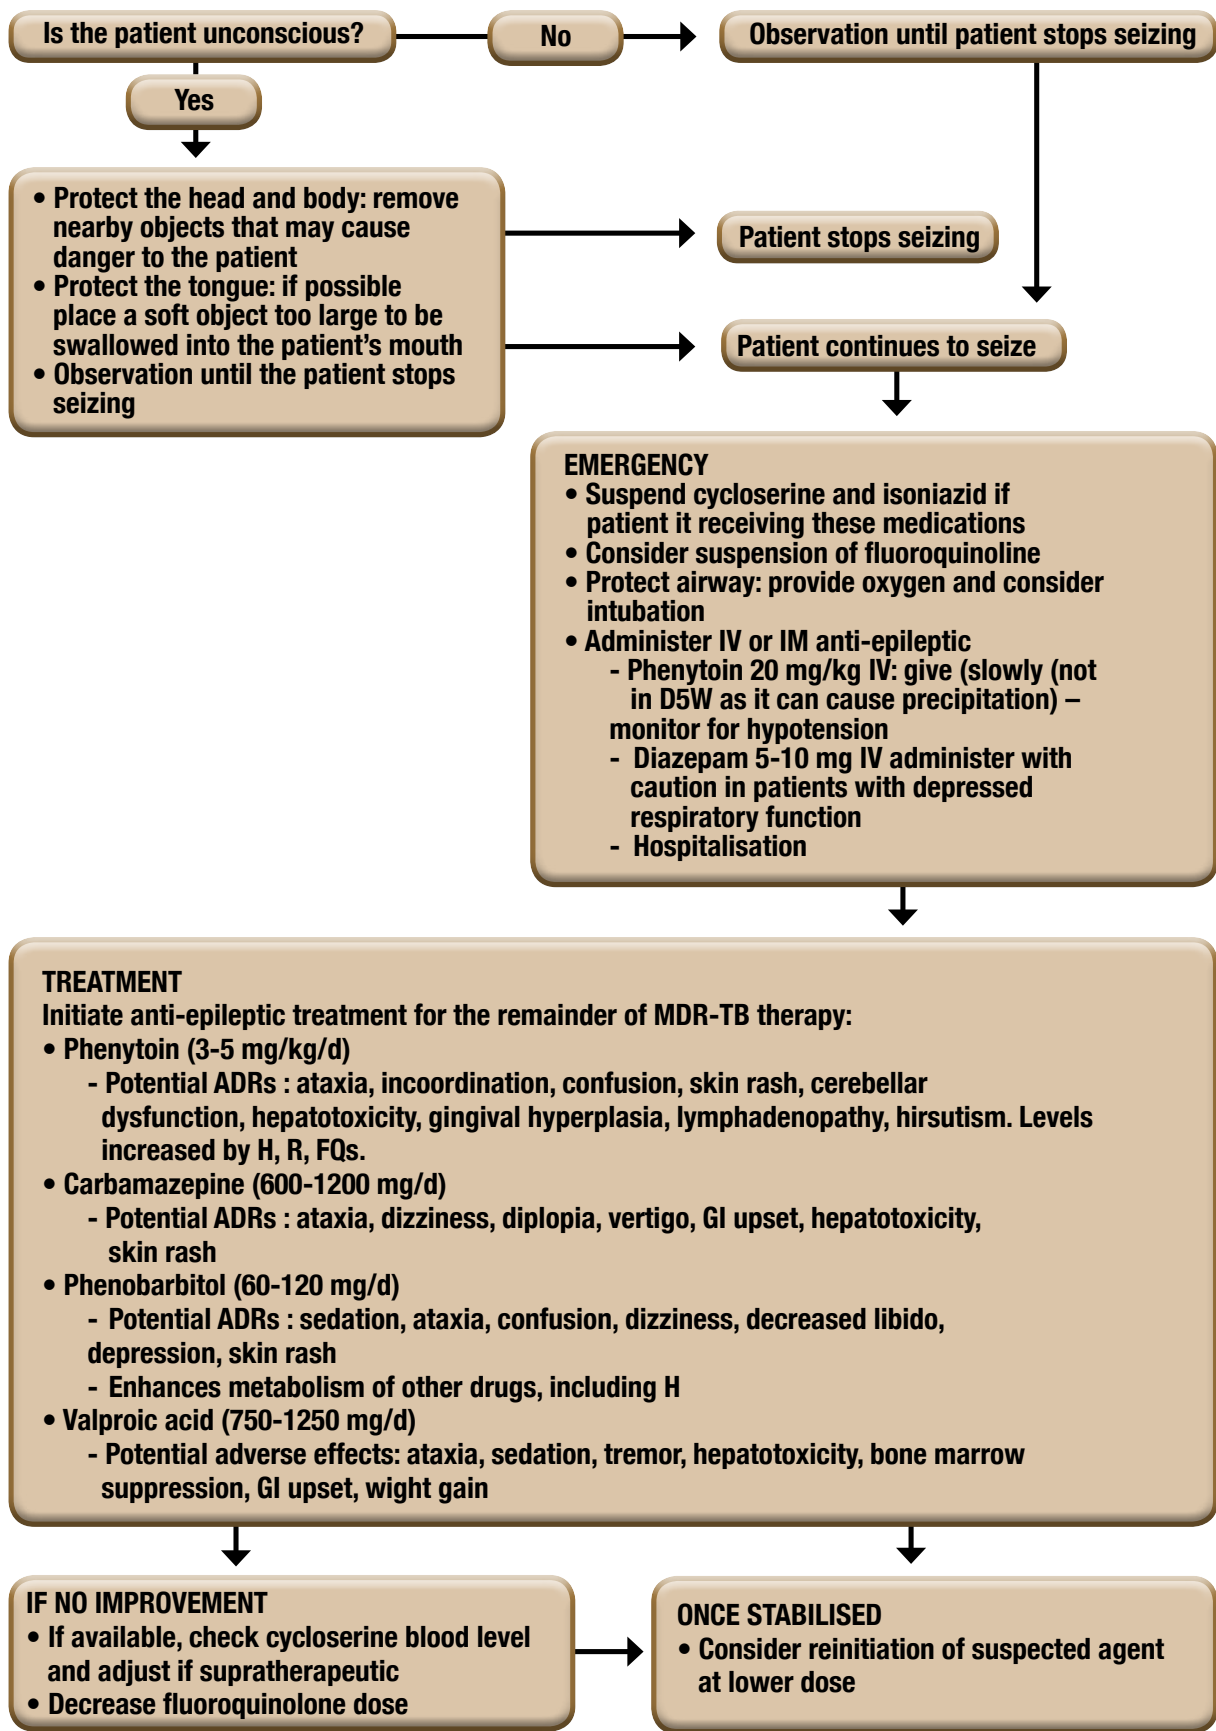 Is the patient unconscious?
No
Observation until patient stops seizing
Yes
• Protect the head and body: remove
nearby objects that may cause
danger to the patient
• Protect the tongue: if possible
place a soft object too large to be
swallowed into the patient's mouth
• Observation until the patient stops
seizing
Patient stops seizing
Patient continues to seize
EMERGENCY
• Suspend cycloserine and isoniazid if
patient it receiving these medications
• Consider suspension of fluoroquinoline
• Protect airway: provide oxygen and consider
intubation
• Administer IV or IM anti-epileptic
- Phenytoin 20 mg/kg IV: give (slowly (not
in D5W as it can cause precipitation) –
monitor for hypotension
- Diazepam 5-10 mg IV administer with
caution in patients with depressed
respiratory function
- Hospitalisation
TREATMENT
Initiate anti-epileptic treatment for the remainder of MDR-TB therapy:
• Phenytoin (3-5 mg/kg/d)
- Potential ADRs : ataxia, incoordination, confusion, skin rash, cerebellar
dysfunction, hepatotoxicity, gingival hyperplasia, lymphadenopathy, hirsutism. Levels
increased by H, R, FQs.
• Carbamazepine (600-1200 mg/d)
- Potential ADRs : ataxia, dizziness, diplopia, vertigo, GI upset, hepatotoxicity,
skin rash
• Phenobarbitol (60-120 mg/d)
- Potential ADRs : sedation, ataxia, confusion, dizziness, decreased libido,
depression, skin rash
- Enhances metabolism of other drugs, including H
• Valproic acid (750-1250 mg/d)
- Potential adverse effects: ataxia, sedation, tremor, hepatotoxicity, bone marrow
suppression, GI upset, wight gain
IF NO IMPROVEMENT
• If available, check cycloserine blood level
and adjust if supratherapeutic
• Decrease fluoroquinolone dose
ONCE STABILISED
• Consider reinitiation of suspected agent
at lower dose